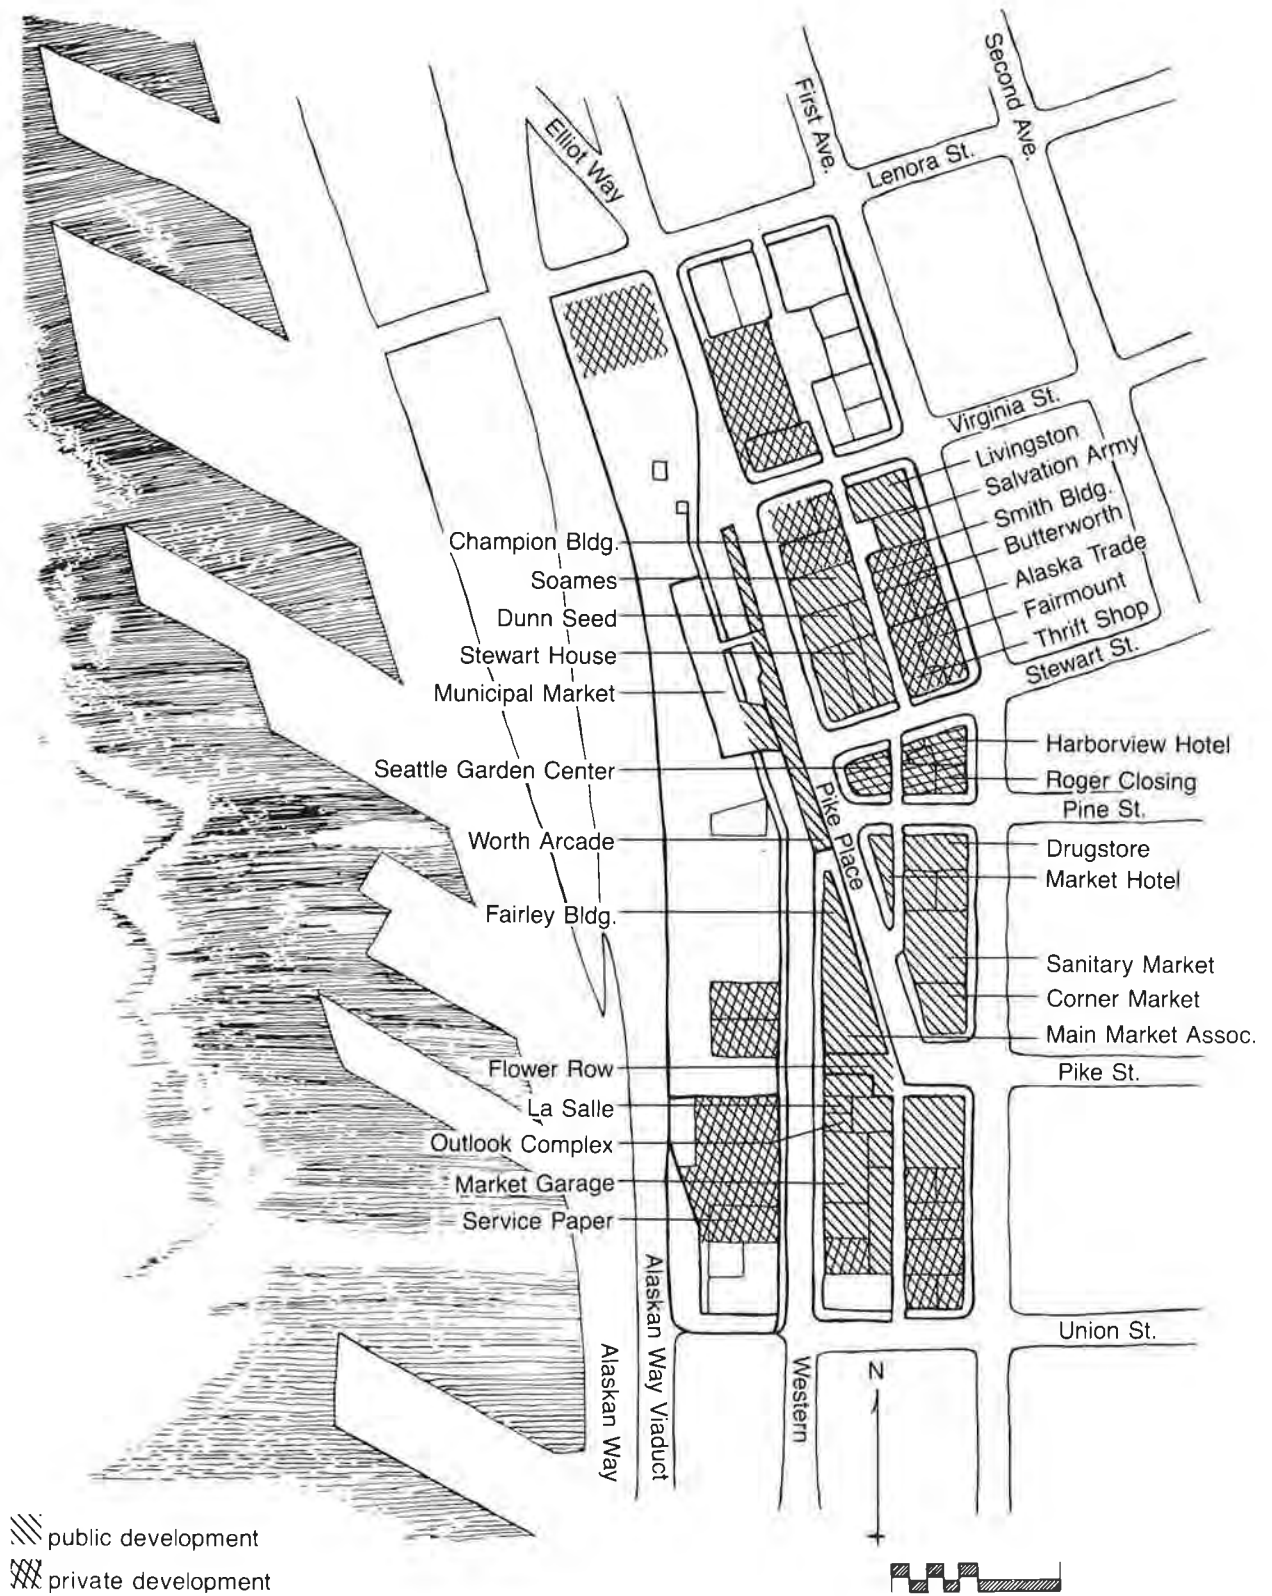 Elliot Way
First Ave.
Second Ave.
Lenora St.
Virginia St.
Livingston
Salvation Army
Smith Bldg.
Butterworth
Alaska Trade
Fairmount
Thrift Shop
Stewart St.
Champion Bldg.
Soames
Dunn Seed
Stewart House
Municipal Market
Seattle Garden Center
Worth Arcade
Fairley Bldg.
Pike Place
Harborview Hotel
Roger Closing
Pine St.
Drugstore
Market Hotel
Sanitary Market
Corner Market
Main Market Assoc.
Pike St.
Flower Row
La Salle
Outlook Complex
Market Garage
Service Paper
Union St.
Alaskan Way
Alaskan Way Viaduct
Western
N
public development
private development